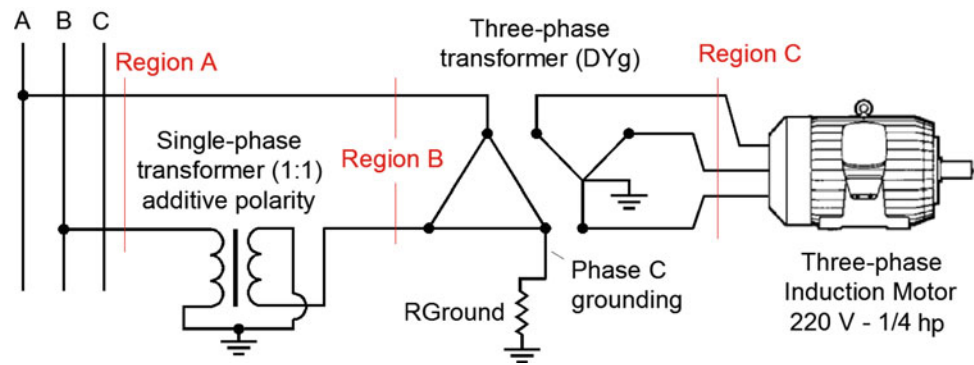 A B C
Region A
Three-phase
transformer (DYg)
Region C
Single-phase
transformer (1:1)
additive polarity
Region B
Phase C
grounding
RGround
Three-phase
Induction Motor
220 V - 1/4 hp